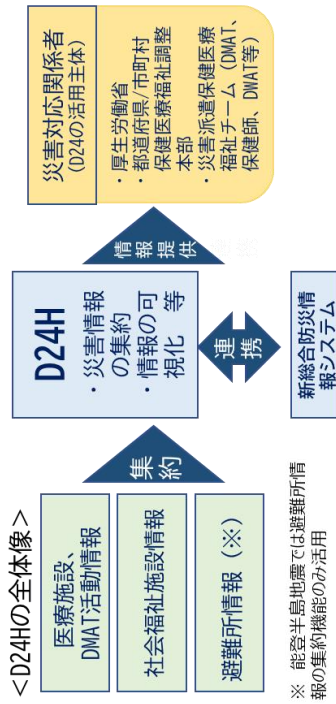 ＜D24Hの全体像＞
医療施設、
DMAT活動情報
社会福祉施設情報
避難所情報（※）
※ 能登半島地震では避難所情
報の集約機能のみ活用
集約
D24H
・災害情報
の集約
・情報の可
視化　等
連携
新総合防災情
報システム
情報
提供
災害対応関係者
(D24の活用主体)
・厚生労働省
・都道府県/市町村
保健医療福祉調整
本部
・災害派遣保健医療
福祉チーム（DMAT、
保健師、DWAT等）